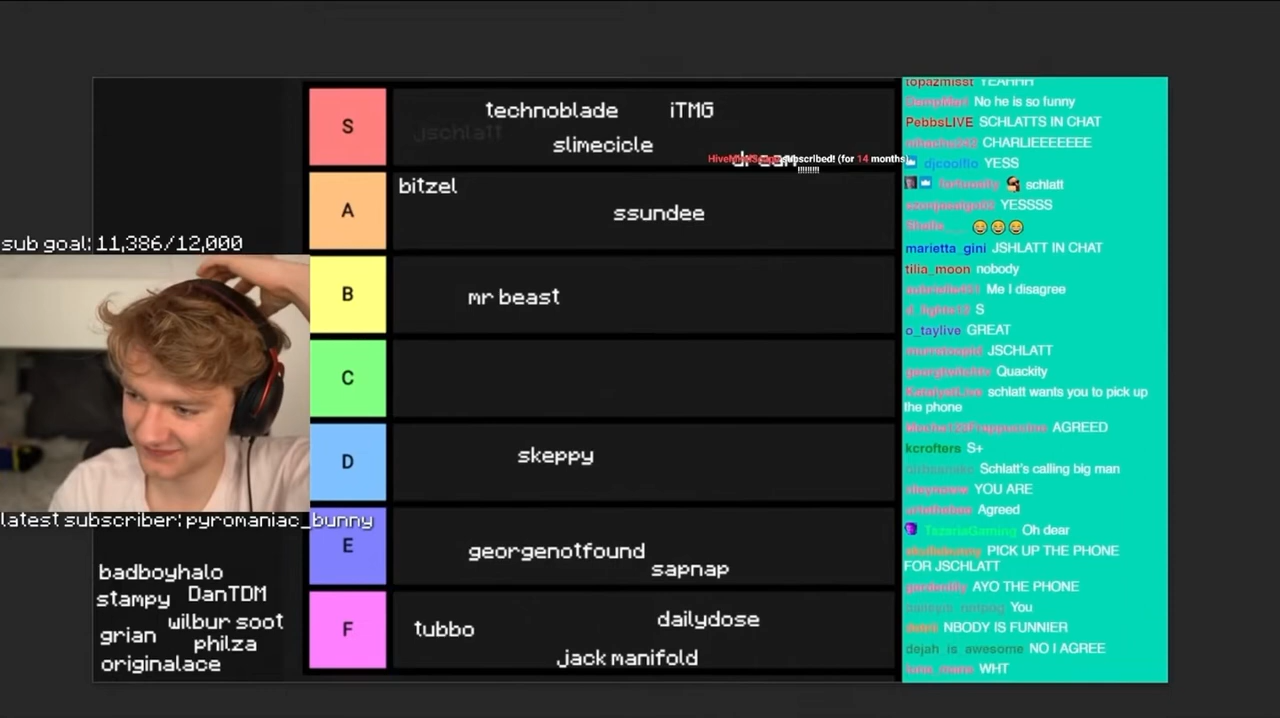 S
technoblade iTMG
jschlatt
slimecicle
dream
subscribed! (for 14 months)
!!!!!!!!
A
bitzel
ssundee
B
mr beast
C
D
skeppy
E
georgenotfound
sapnap
F
tubbo
dailydose
jack manifold
sub goal: 11,386/12,000
latest subscriber: pyromaniac_bunny
badboyhalo
stampy DanTDM
wilbur soot
grian philza
originalace
topazmisst YEAHHH
No he is so funny
PebbsLIVE SCHLATTS IN CHAT
CHARLIEEEEEEE
djcoolflo YESS
schlatt
YESSSS
😂 😂 😂
marietta_gini JSHLATT IN CHAT
tilia_moon nobody
Me I disagree
S
o_taylive GREAT
JSCHLATT
Quackity
schlatt wants you to pick up
the phone
AGREED
kcrofters S+
Schlatt's calling big man
YOU ARE
Agreed
TezariaGaming Oh dear
PICK UP THE PHONE
FOR JSCHLATT
AYO THE PHONE
You
NBODY IS FUNNIER
dejah_is_awesome NO I AGREE
WHT